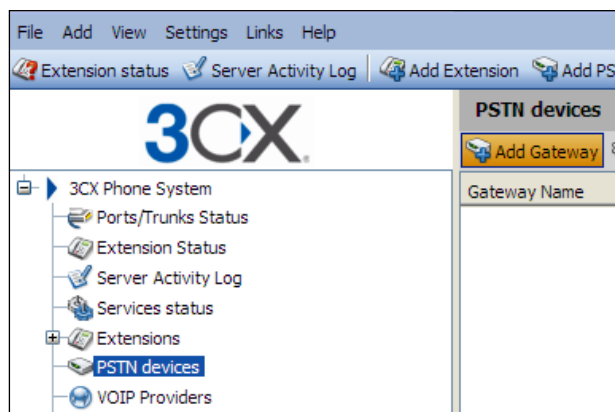 File Add View Settings Links Help
Extension status Server Activity Log Add Extension Add PS
3CX
PSTN devices
Add Gateway
Gateway Name
3CX Phone System
Ports/Trunks Status
Extension Status
Server Activity Log
Services status
Extensions
PSTN devices
VOIP Providers